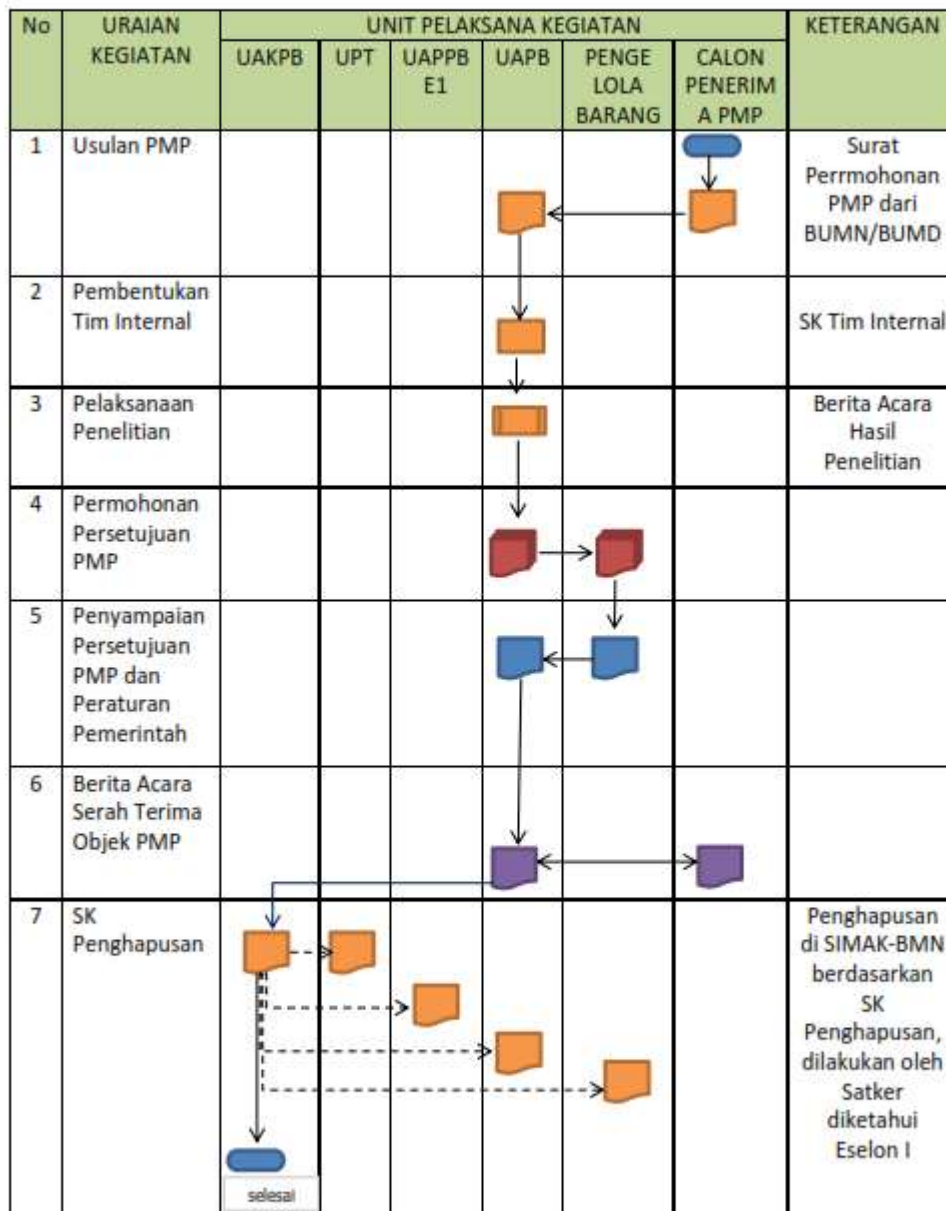 No
URAIAN
KEGIATAN
UNIT PELAKSANA KEGIATAN
KETERANGAN
UAKPB
UPT
UAPPB
E1
UAPB
PENGE
LOLA
BARANG
CALON
PENERIM
A PMP
1
Usulan PMP
Surat
Perrmohonan
PMP dari
BUMN/BUMD
2
Pembentukan
Tim Internal
SK Tim Internal
3
Pelaksanaan
Penelitian
Berita Acara
Hasil
Penelitian
4
Permohonan
Persetujuan
PMP
5
Penyampaian
Persetujuan
PMP dan
Peraturan
Pemerintah
6
Berita Acara
Serah Terima
Objek PMP
7
SK
Penghapusan
Penghapusan
di SIMAK-BMN
berdasarkan
SK
Penghapusan,
dilakukan oleh
Satker
diketahui
Eselon I
selesai